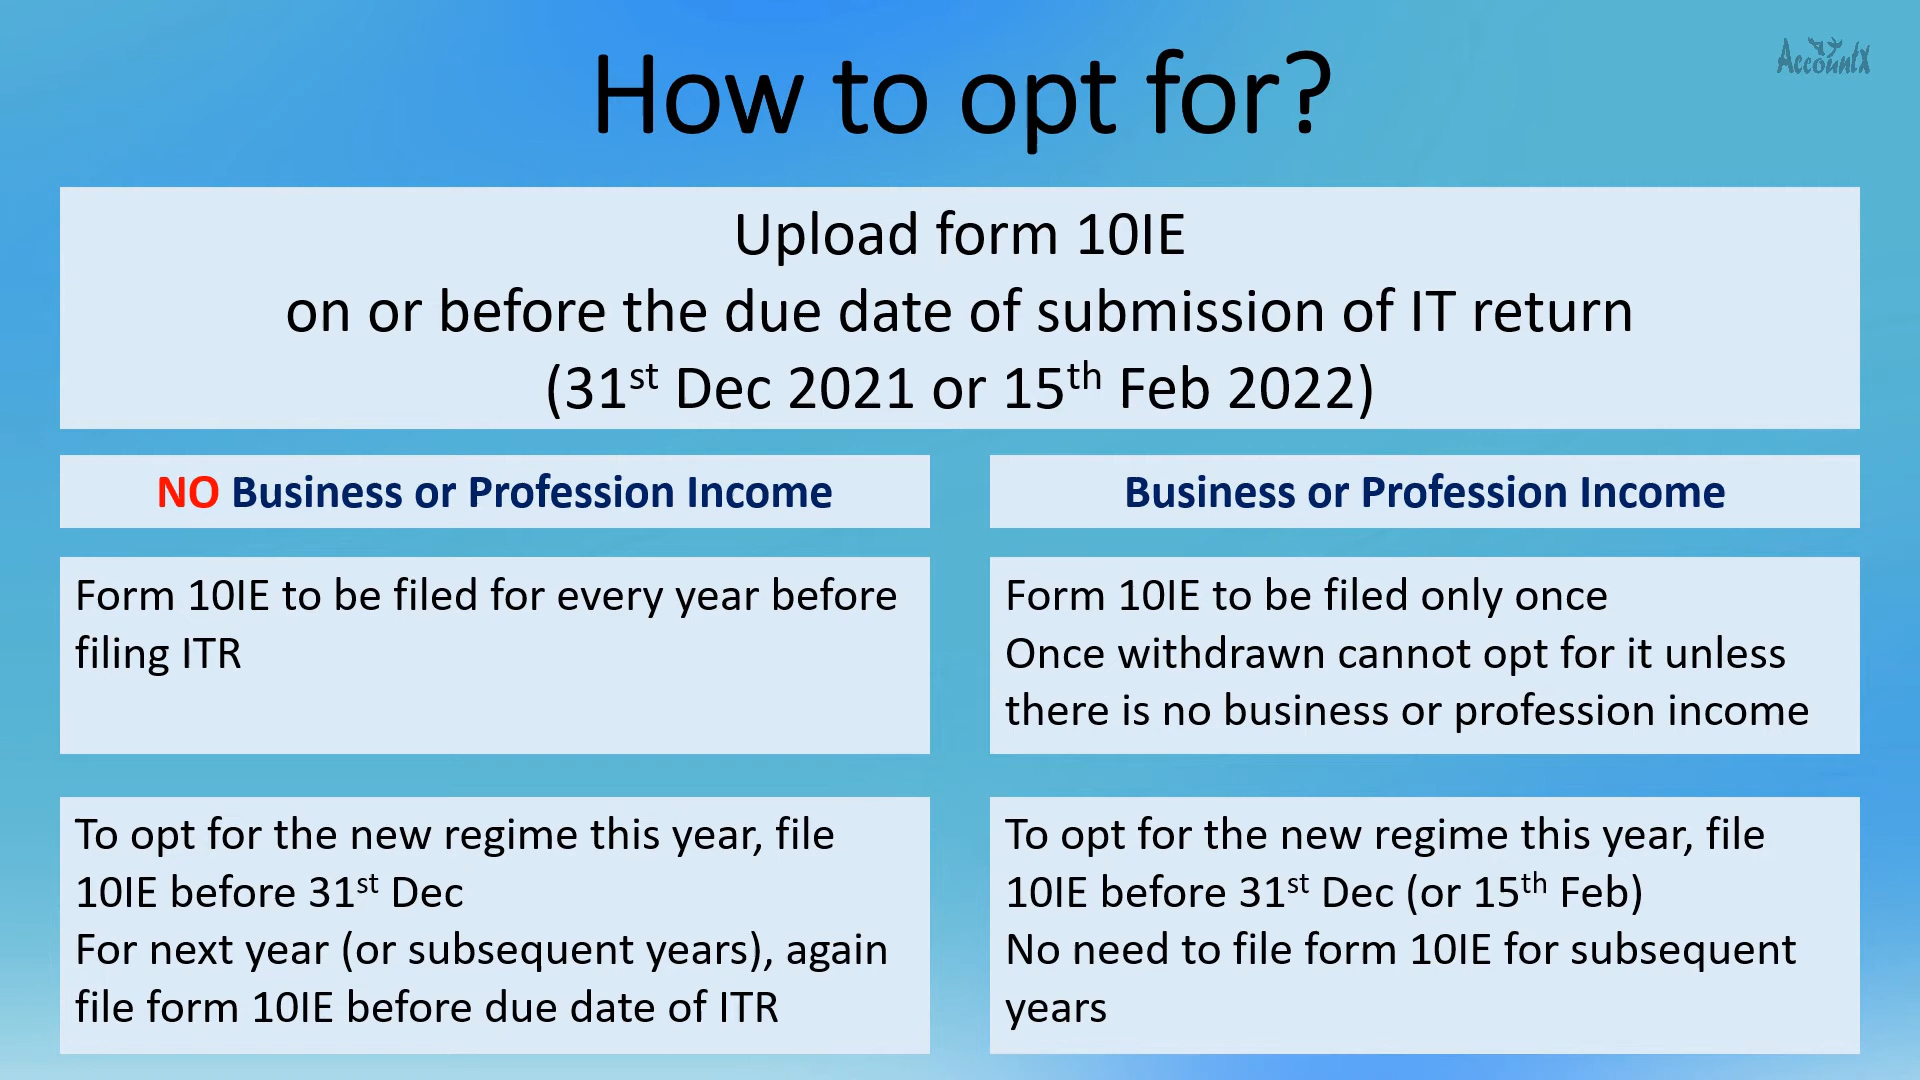 How to opt for?
AccountX
Upload form 10IE
on or before the due date of submission of IT return
(31st Dec 2021 or 15th Feb 2022)
NO Business or Profession Income
Form 10IE to be filed for every year before
filing ITR
To opt for the new regime this year, file
10IE before 31st Dec
For next year (or subsequent years), again
file form 10IE before due date of ITR
Business or Profession Income
Form 10IE to be filed only once
Once withdrawn cannot opt for it unless
there is no business or profession income
To opt for the new regime this year, file
10IE before 31st Dec (or 15th Feb)
No need to file form 10IE for subsequent
years